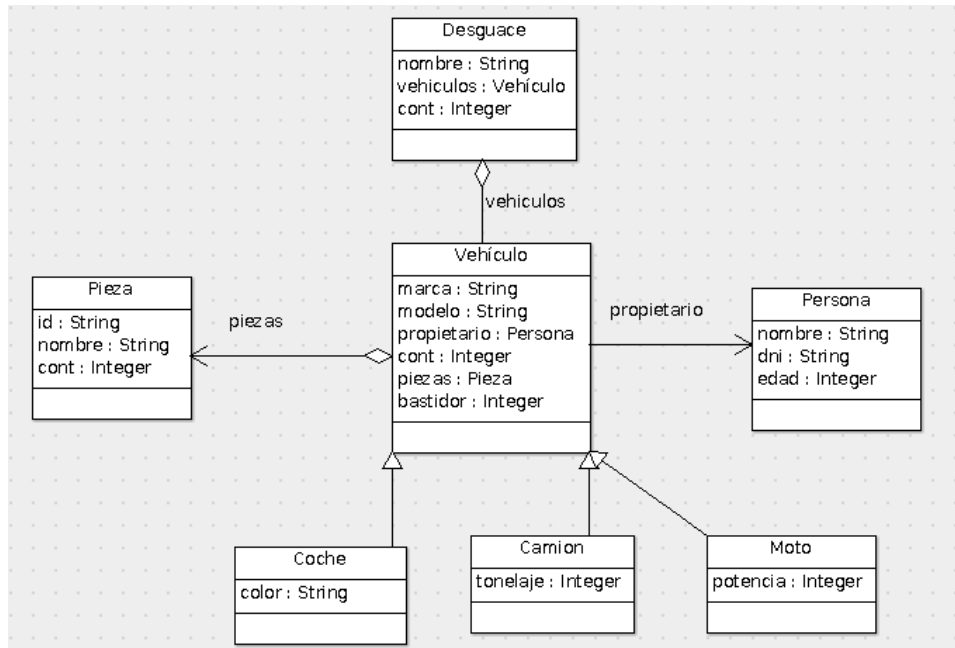 Desguace
nombre : String
vehiculos : Vehículo
cont : Integer
vehiculos
Vehículo
marca : String
modelo : String
propietario : Persona
cont : Integer
piezas : Pieza
bastidor : Integer
Pieza
id : String
nombre : String
cont : Integer
piezas
propietario
Persona
nombre : String
dni : String
edad : Integer
Coche
color : String
Camion
tonelaje : Integer
Moto
potencia : Integer